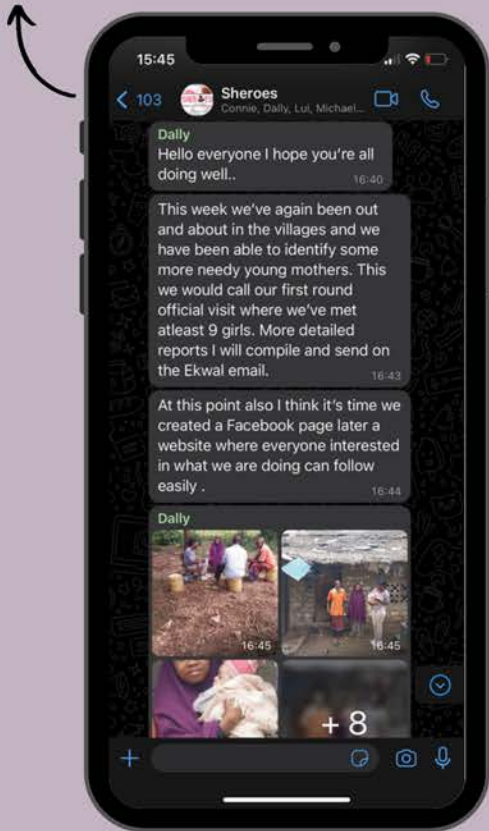 15:45
103
Sheroes
Connie, Dally, Lui, Michael...
Dally
Hello everyone I hope you're all
doing well..
16:40
This week we've again been out
and about in the villages and we
have been able to identify some
more needy young mothers. This
we would call our first round
official visit where we've met
atleast 9 girls. More detailed
reports I will compile and send on
the Ekwal email.
16:43
At this point also I think it's time we
created a Facebook page later a
website where everyone interested
in what we are doing can follow
easily .
16:44
Dally
16:45
16:45
+ 8